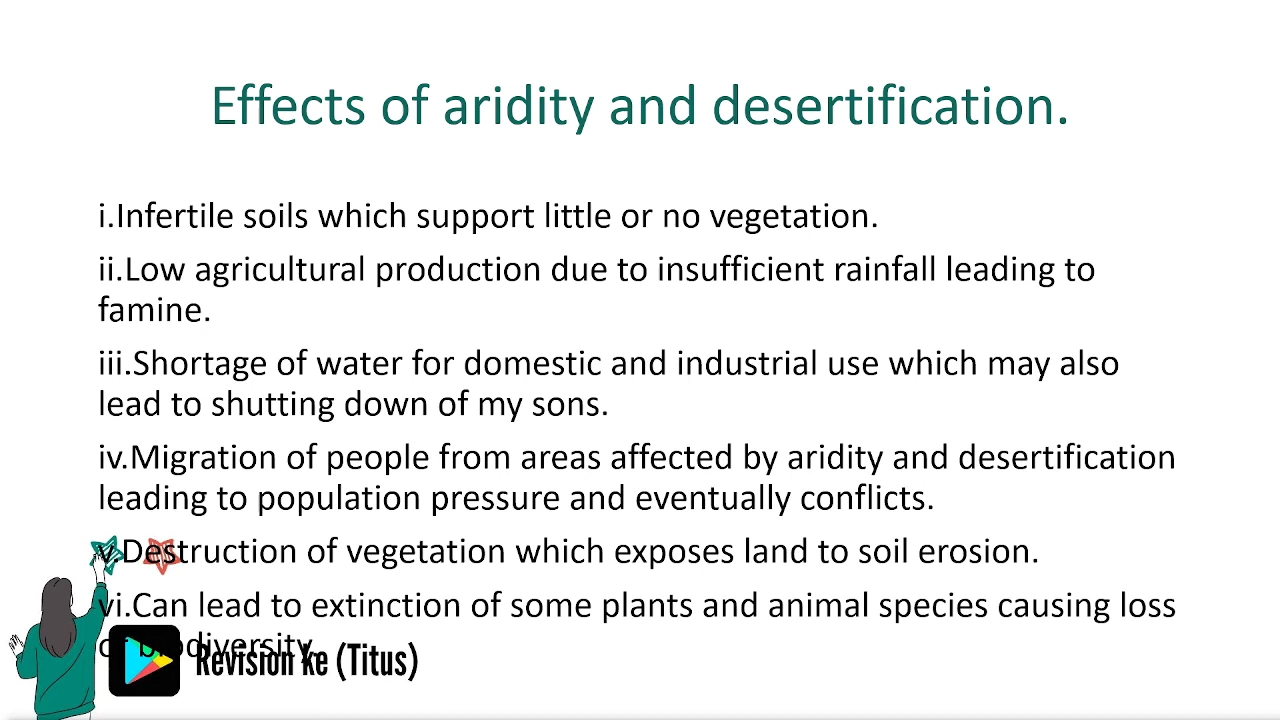 Effects of aridity and desertification.
i.Infertile soils which support little or no vegetation.
ii.Low agricultural production due to insufficient rainfall leading to
famine.
iii.Shortage of water for domestic and industrial use which may also
lead to shutting down of my sons.
iv.Migration of people from areas affected by aridity and desertification
leading to population pressure and eventually conflicts.
v.Destruction of vegetation which exposes land to soil erosion.
vi.Can lead to extinction of some plants and animal species causing loss
of biodiversity.
Revision ke (Titus)